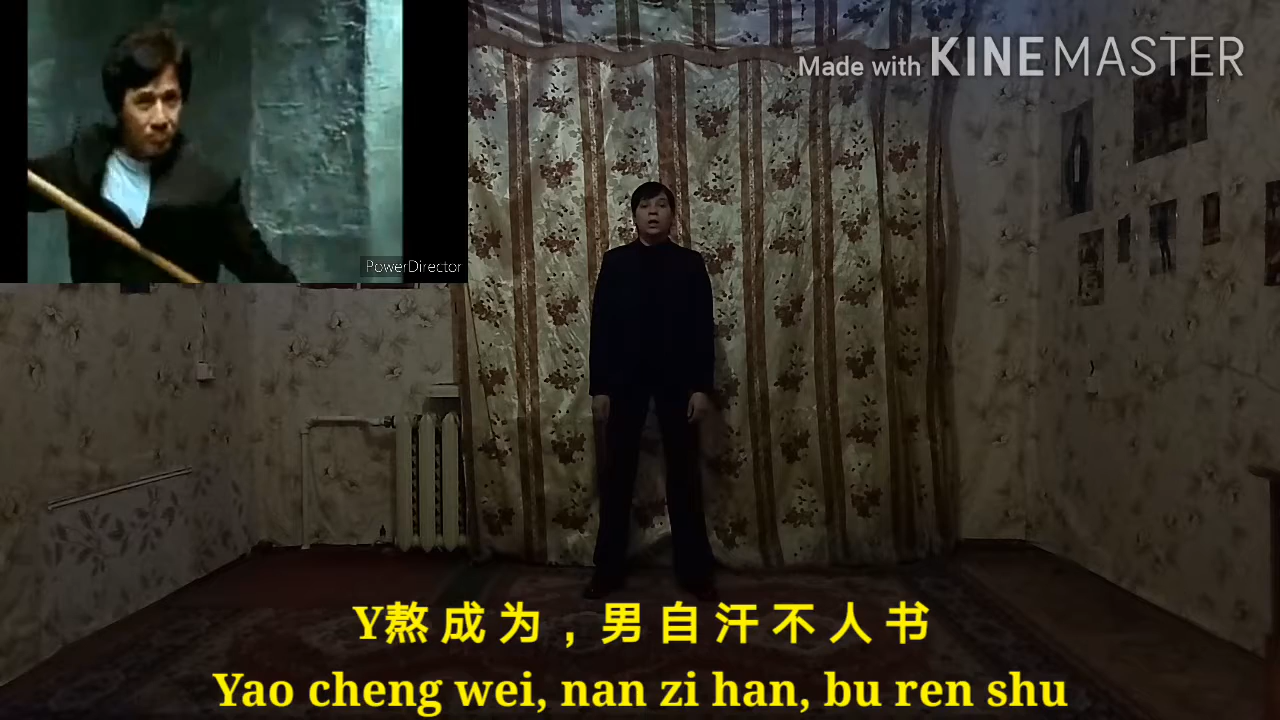 Made with KINEMASTER
PowerDirector
Y熬成为，男自汗不人书
Yao cheng wei, nan zi han, bu ren shu